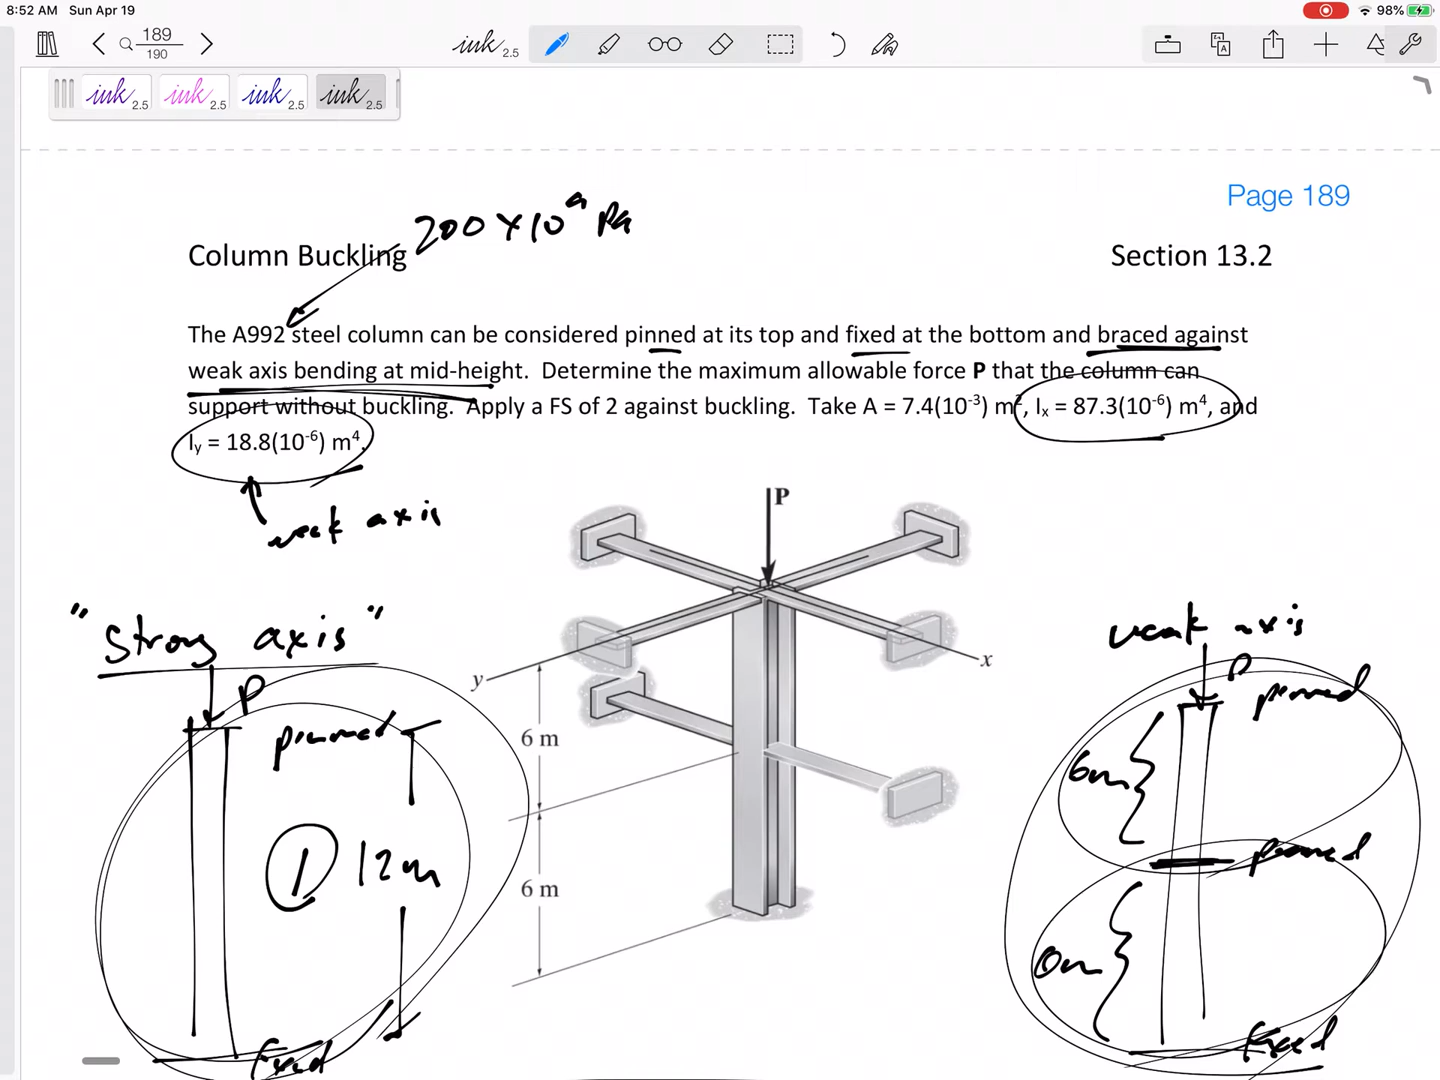 8:52 AM Sun Apr 19
98%
189
190
ink 2.5
ink 2.5 ink 2.5 ink 2.5 ink 2.5
Page 189
200 x 10⁹ Pa
Column Buckling
Section 13.2
The A992 steel column can be considered pinned at its top and fixed at the bottom and braced against
weak axis bending at mid-height. Determine the maximum allowable force P that the column can
support without buckling. Apply a FS of 2 against buckling. Take A = 7.4(10⁻³) m², Iₓ = 87.3(10⁻⁶) m⁴, and
Iᵧ = 18.8(10⁻⁶) m⁴.
weak axis
P
x
y
6 m
6 m
"Strong axis"
P
pinned
1 12m
fixed
weak axis
P
pinned
6m
pinned
6m
fixed